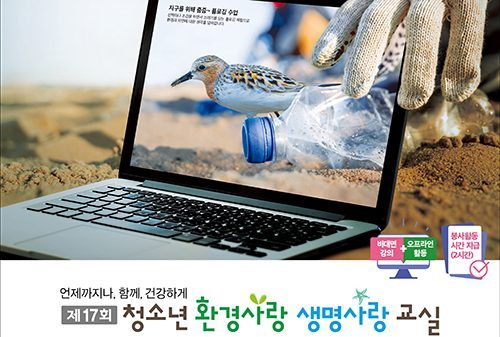 지구를 위해 줍줍~ 플로깅 수업
비대면
강의
+
오프라인
활동
봉사활동
시간 지급
(2시간)
언제까지나, 함께, 건강하게
제17회 청소년 환경사랑 생명사랑 교실